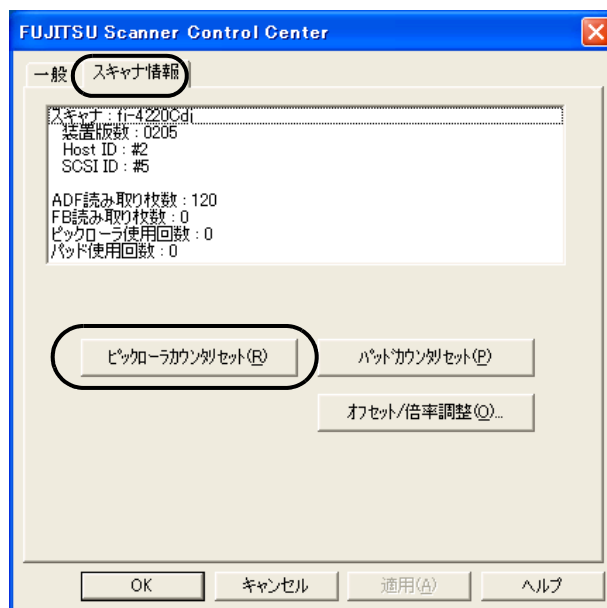 FUJITSU Scanner Control Center
一般 スキャナ情報
スキャナ : fi-4220Cdi
装置版数 : 0205
Host ID : #2
SCSI ID : #5
ADF読み取り枚数 : 120
FB読み取り枚数 : 0
ピックローラ使用回数 : 0
パッド使用回数 : 0
ﾋﾟｯｸﾛｰﾗｶｳﾝﾀﾘｾｯﾄ(R) ﾊﾟｯﾄﾞｶｳﾝﾀﾘｾｯﾄ(P)
ｵﾌｾｯﾄ/倍率調整(O)...
OK キャンセル 適用(A) ヘルプ